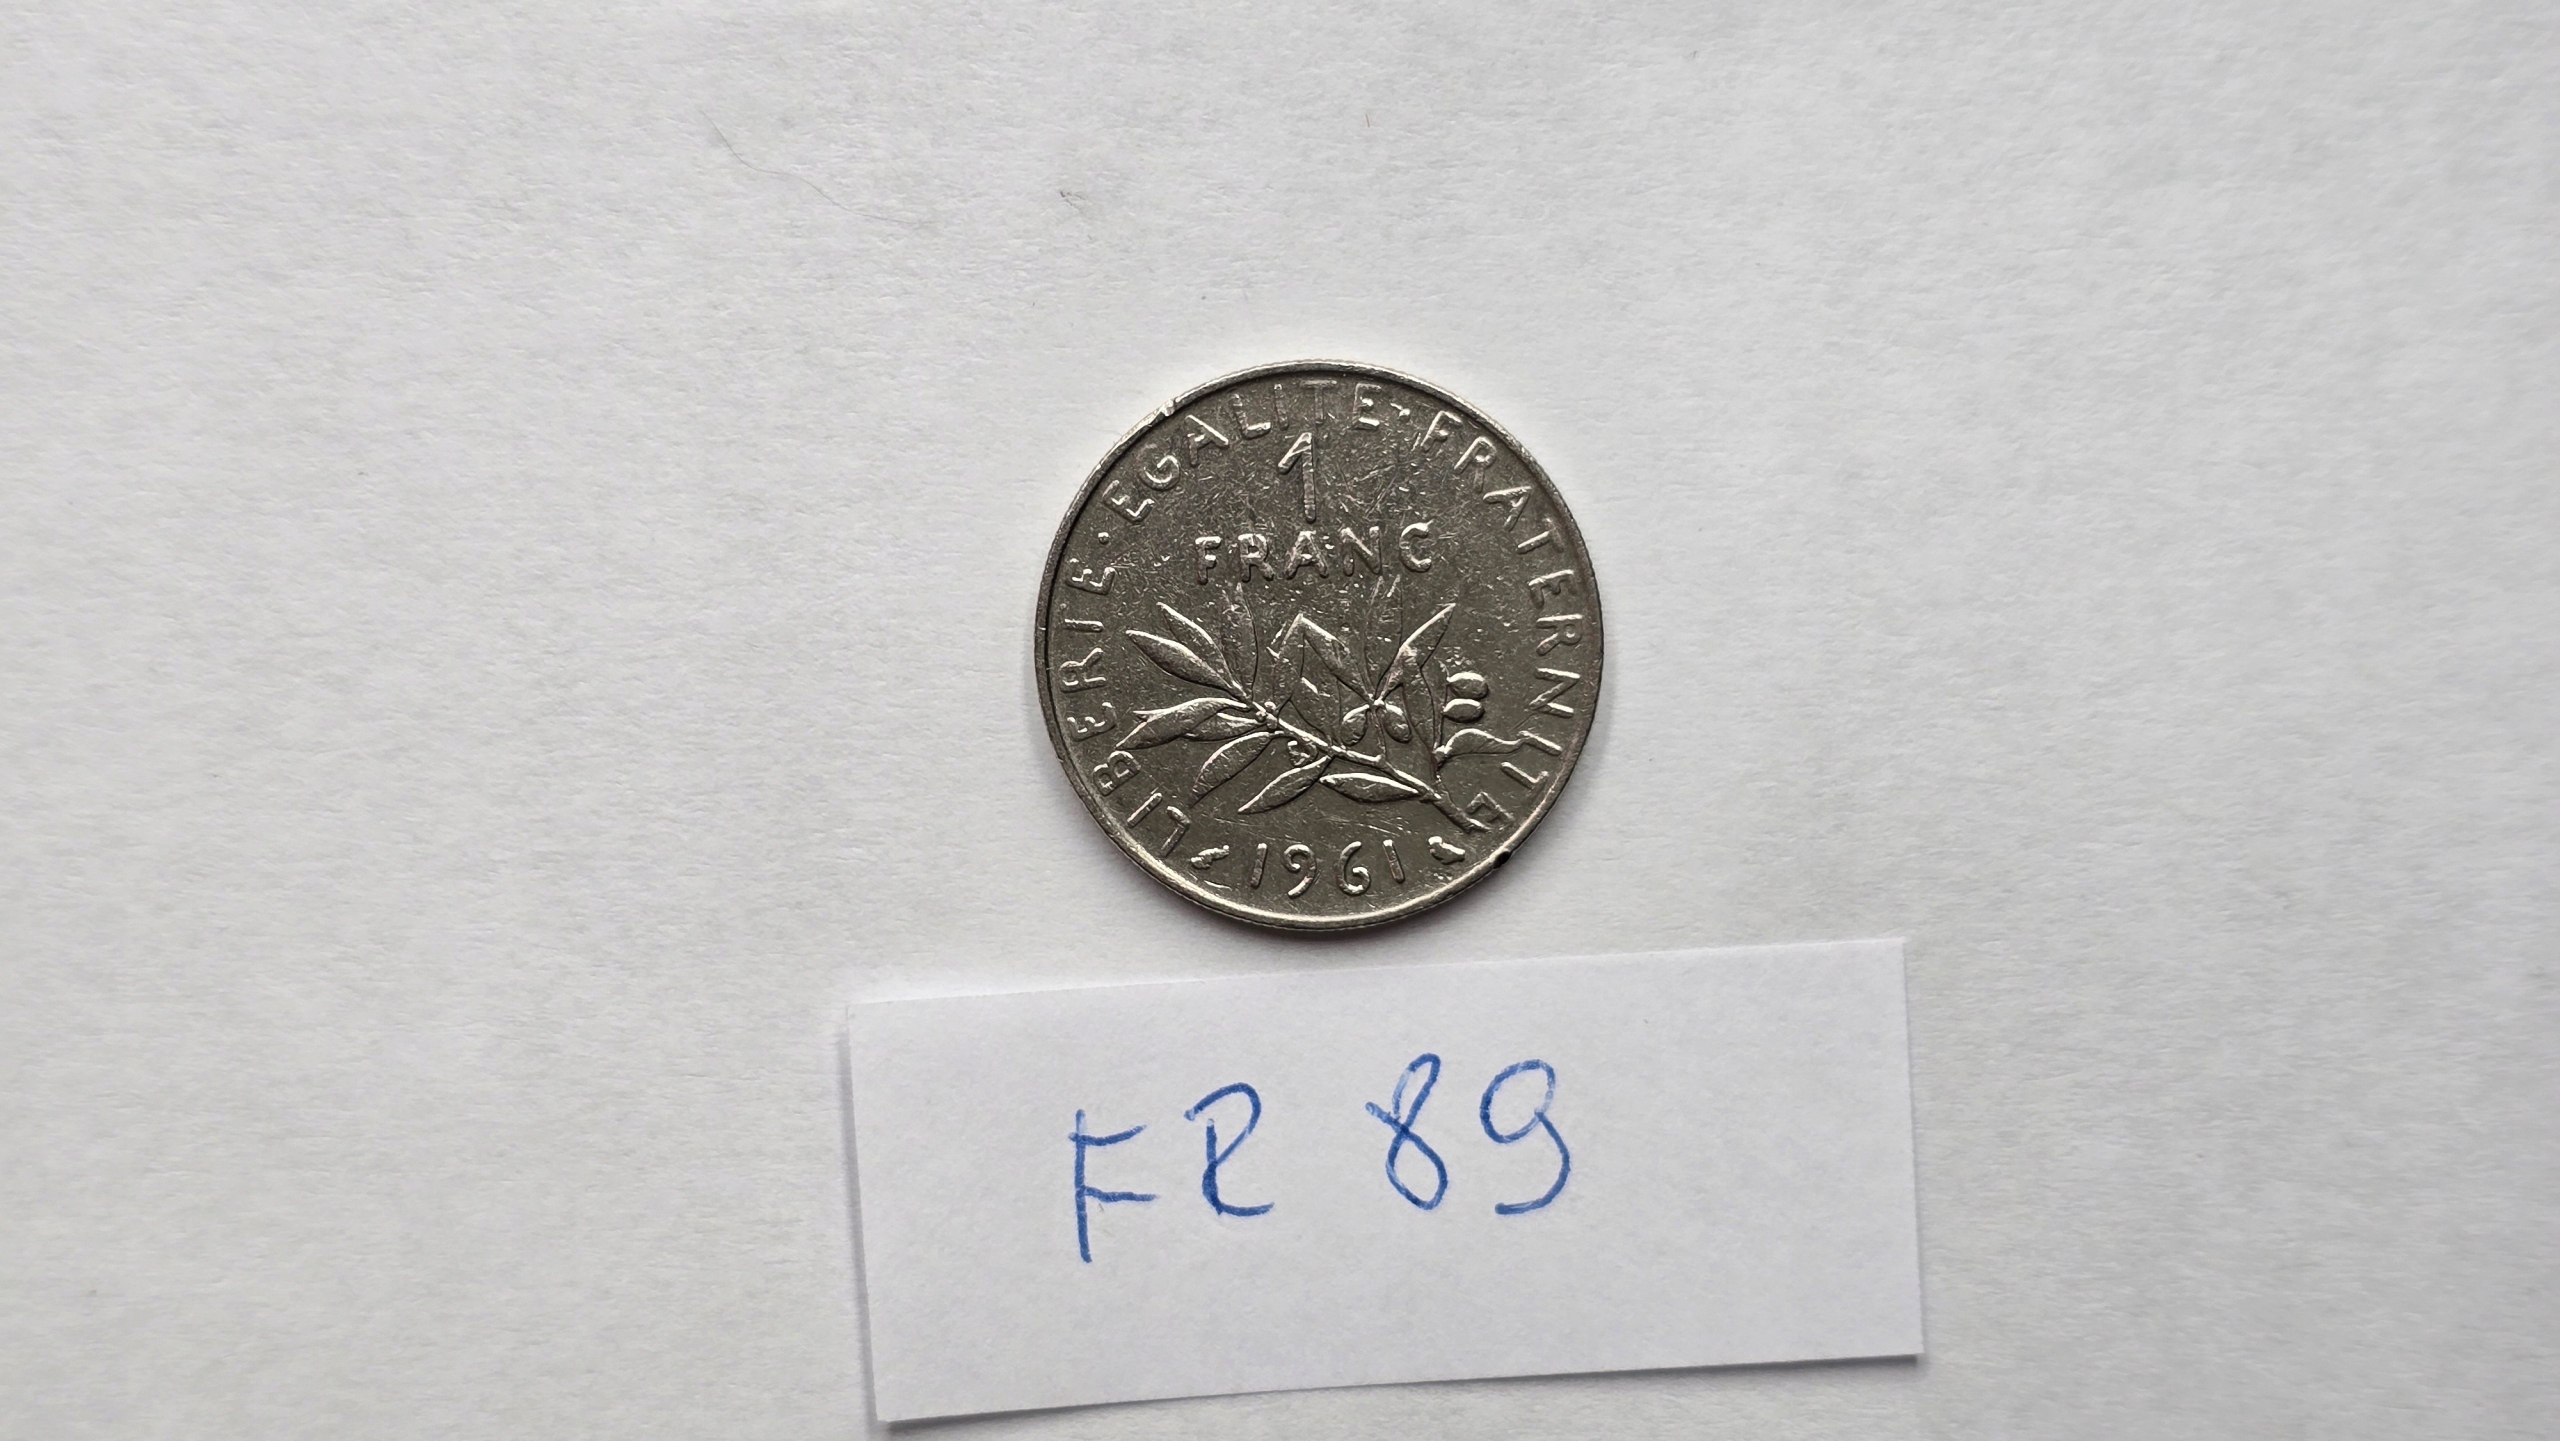 LIBERTE · EGALITE · FRATERNITE
1
FRANC
1961
FR 89